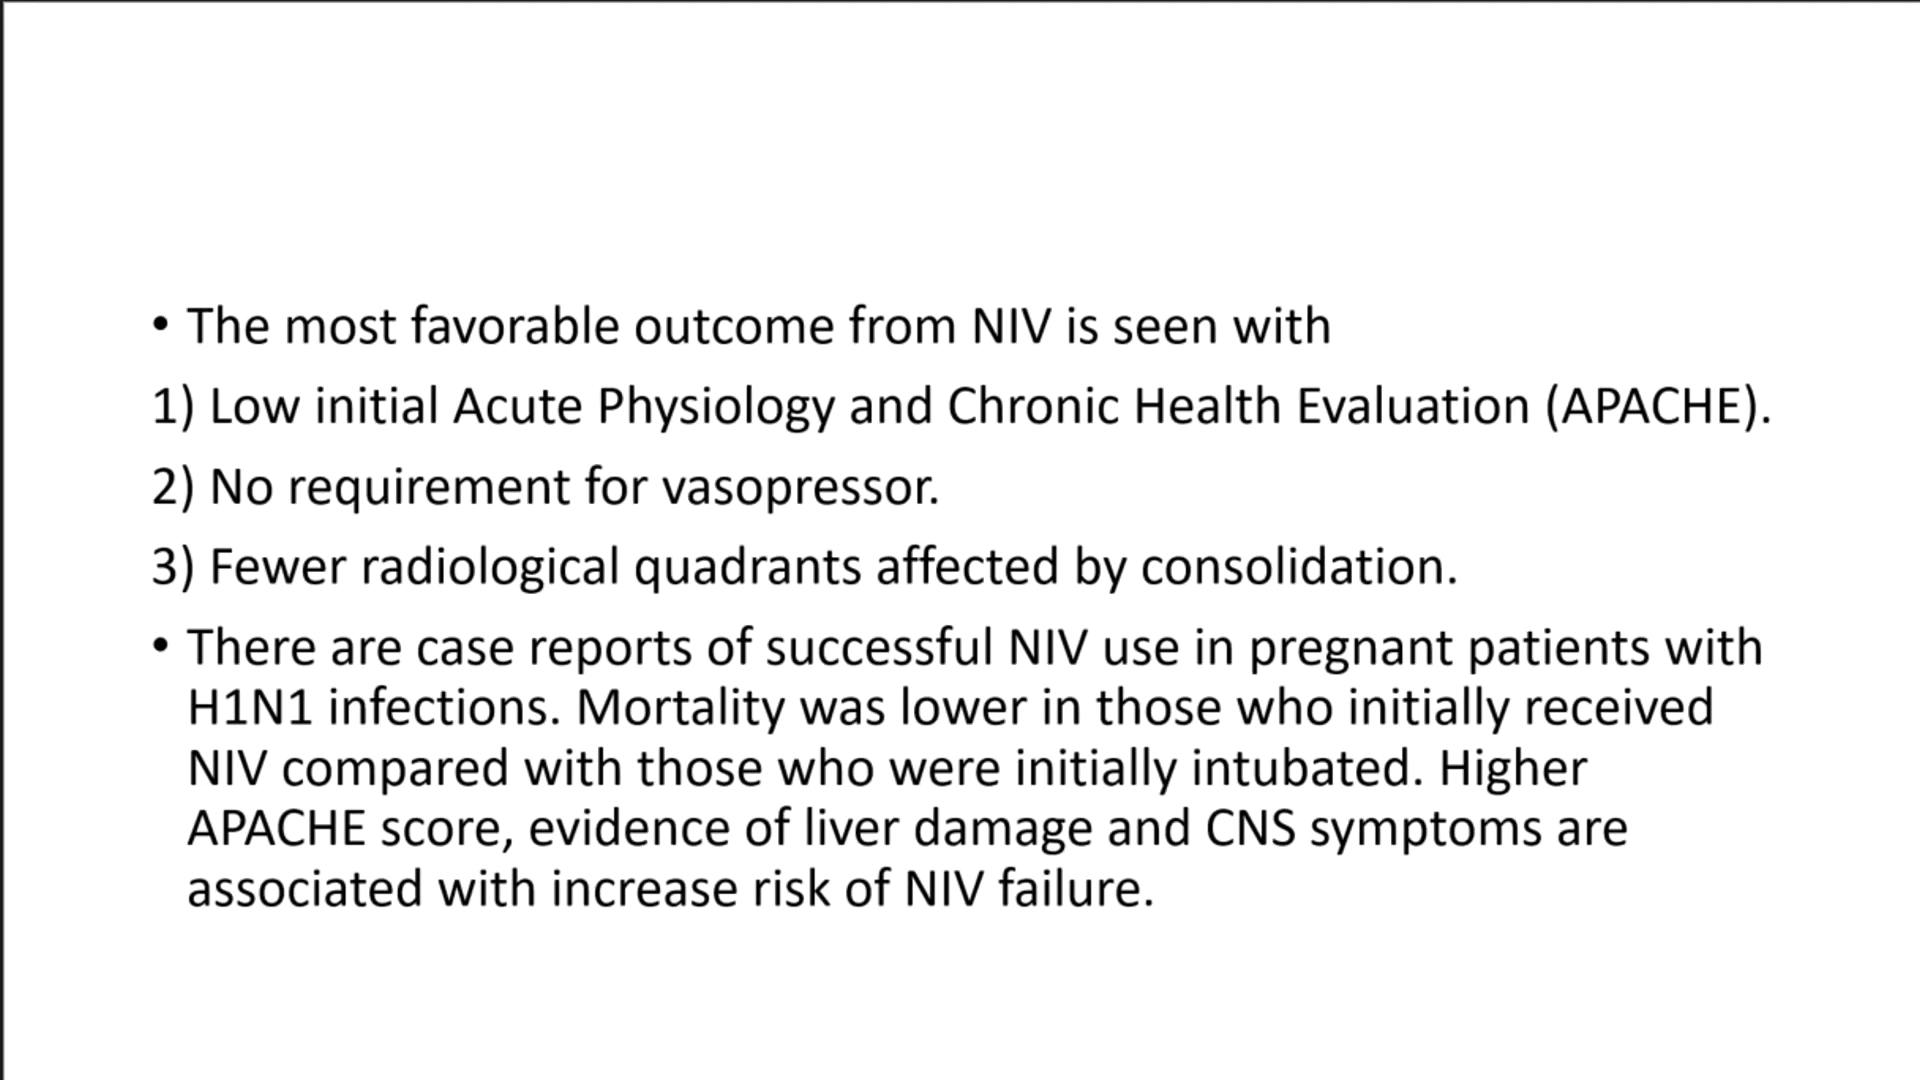 • The most favorable outcome from NIV is seen with
1) Low initial Acute Physiology and Chronic Health Evaluation (APACHE).
2) No requirement for vasopressor.
3) Fewer radiological quadrants affected by consolidation.
• There are case reports of successful NIV use in pregnant patients with
H1N1 infections. Mortality was lower in those who initially received
NIV compared with those who were initially intubated. Higher
APACHE score, evidence of liver damage and CNS symptoms are
associated with increase risk of NIV failure.